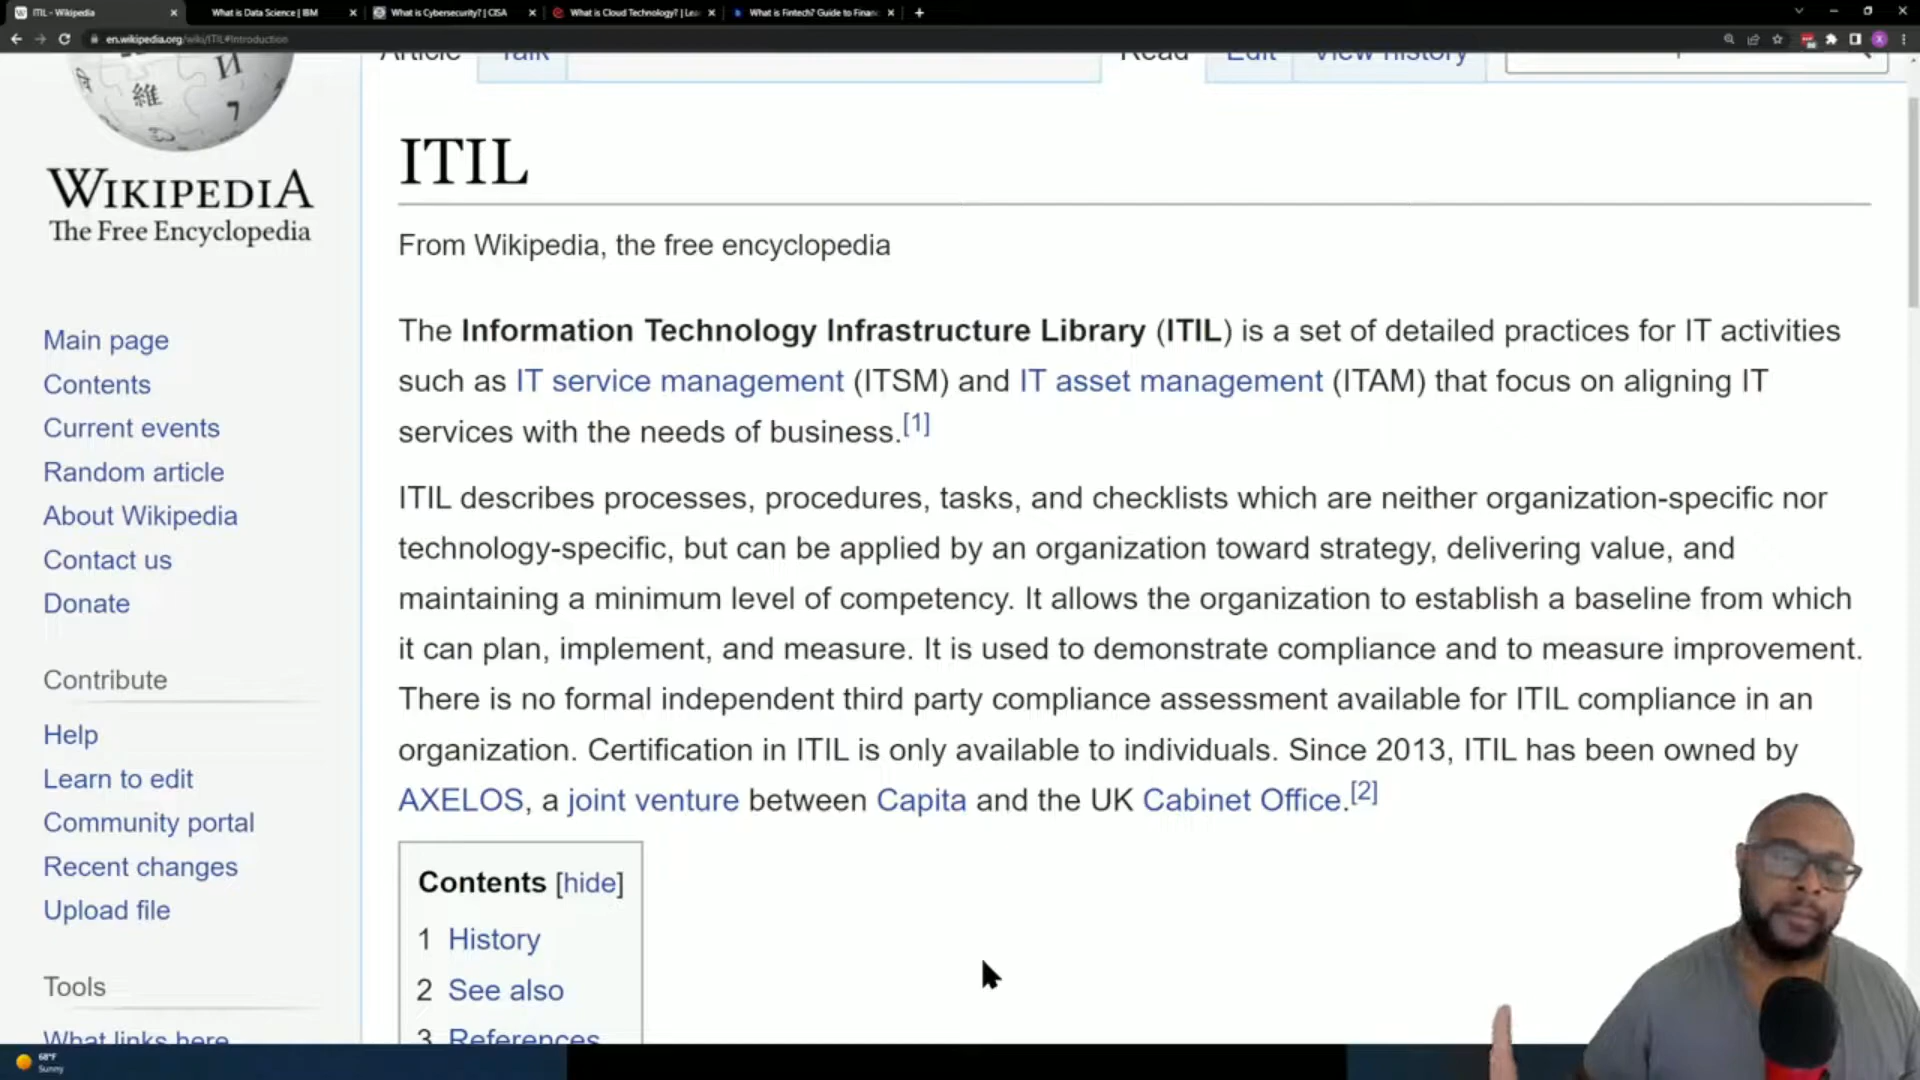 ITIL - Wikipedia
What is Data Science | IBM
What is Cybersecurity? | CISA
What is Cloud Technology? | Lea
What is Fintech? Guide to Finan
en.wikipedia.org/wiki/ITIL#Introduction
Article Talk Read Edit View history
維
И
7
WIKIPEDIA
The Free Encyclopedia
Main page
Contents
Current events
Random article
About Wikipedia
Contact us
Donate
Contribute
Help
Learn to edit
Community portal
Recent changes
Upload file
Tools
What links here
ITIL
From Wikipedia, the free encyclopedia
The Information Technology Infrastructure Library (ITIL) is a set of detailed practices for IT activities
such as IT service management (ITSM) and IT asset management (ITAM) that focus on aligning IT
services with the needs of business.[1]
ITIL describes processes, procedures, tasks, and checklists which are neither organization-specific nor
technology-specific, but can be applied by an organization toward strategy, delivering value, and
maintaining a minimum level of competency. It allows the organization to establish a baseline from which
it can plan, implement, and measure. It is used to demonstrate compliance and to measure improvement.
There is no formal independent third party compliance assessment available for ITIL compliance in an
organization. Certification in ITIL is only available to individuals. Since 2013, ITIL has been owned by
AXELOS, a joint venture between Capita and the UK Cabinet Office.[2]
Contents [hide]
1 History
2 See also
3 References
68°F
Sunny